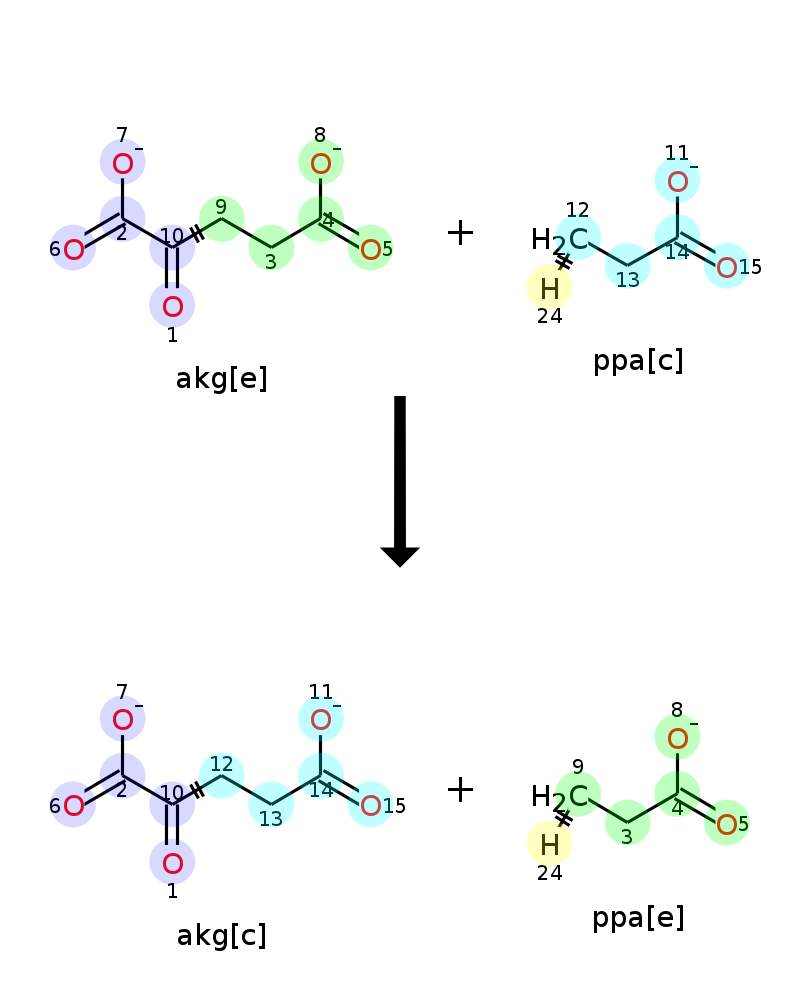 7 8
O⁻ O⁻ 11
O⁻
9 12
6 O 2 10 4 O 5 + H₂C 14 O 15
3 13
O H
1 24
akg[e] ppa[c]
7 11
O⁻ O⁻ 8
O⁻
12 9
6 O 2 10 14 O 15 + H₂C 4 O 5
13 3
O H
1 24
akg[c] ppa[e]